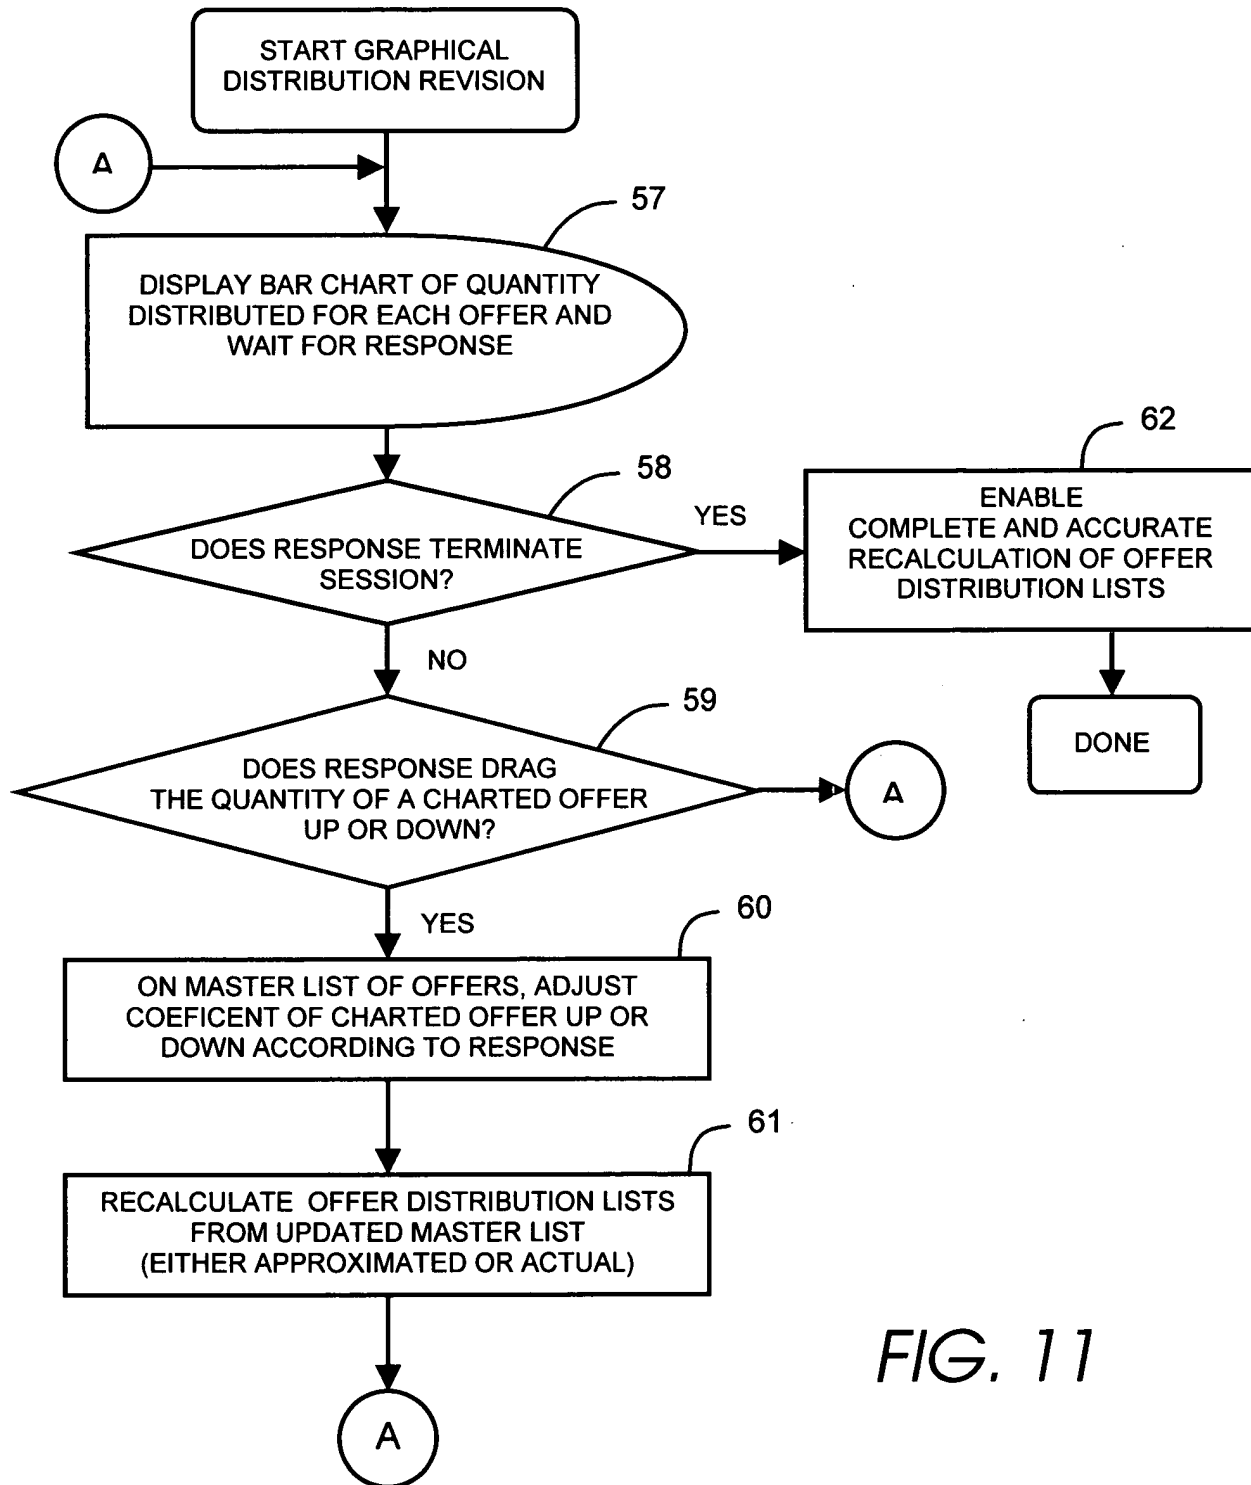 START GRAPHICAL
DISTRIBUTION REVISION
A
57
DISPLAY BAR CHART OF QUANTITY
DISTRIBUTED FOR EACH OFFER AND
WAIT FOR RESPONSE
58
DOES RESPONSE TERMINATE
SESSION?
YES
62
ENABLE
COMPLETE AND ACCURATE
RECALCULATION OF OFFER
DISTRIBUTION LISTS
DONE
NO
59
DOES RESPONSE DRAG
THE QUANTITY OF A CHARTED OFFER
UP OR DOWN?
A
YES
60
ON MASTER LIST OF OFFERS, ADJUST
COEFICENT OF CHARTED OFFER UP OR
DOWN ACCORDING TO RESPONSE
61
RECALCULATE OFFER DISTRIBUTION LISTS
FROM UPDATED MASTER LIST
(EITHER APPROXIMATED OR ACTUAL)
A
FIG. 11